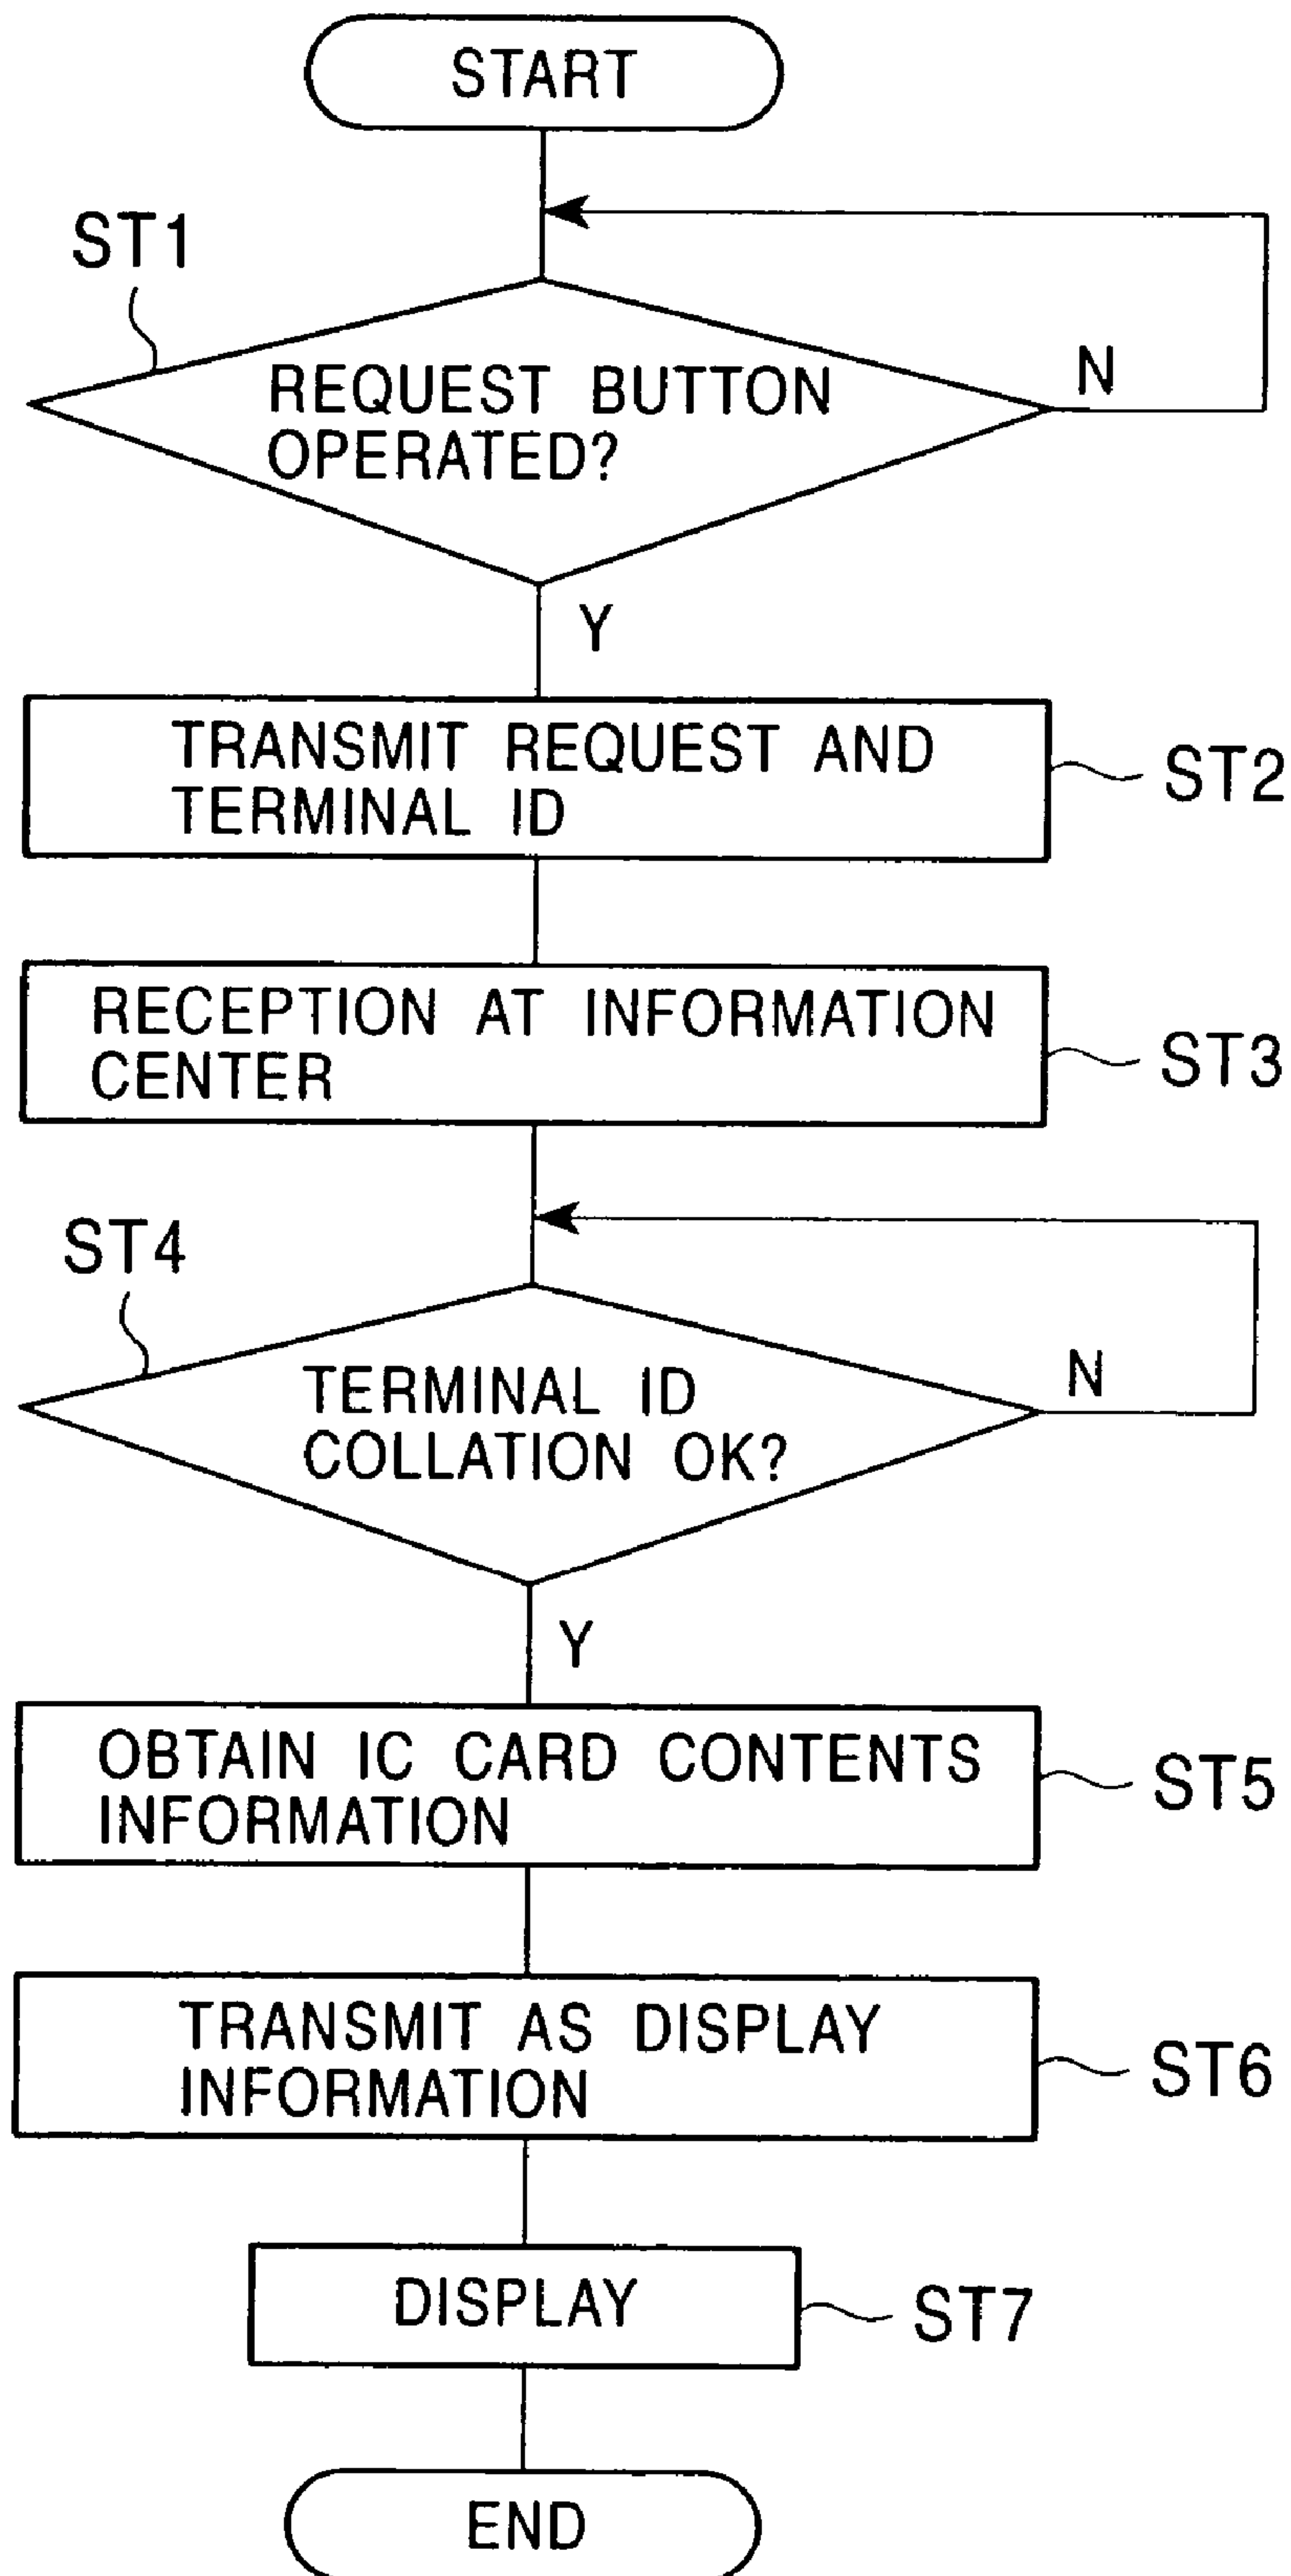 START
ST1
REQUEST BUTTON
OPERATED?
N
Y
TRANSMIT REQUEST AND
TERMINAL ID
ST2
RECEPTION AT INFORMATION
CENTER
ST3
ST4
TERMINAL ID
COLLATION OK?
N
Y
OBTAIN IC CARD CONTENTS
INFORMATION
ST5
TRANSMIT AS DISPLAY
INFORMATION
ST6
DISPLAY
ST7
END